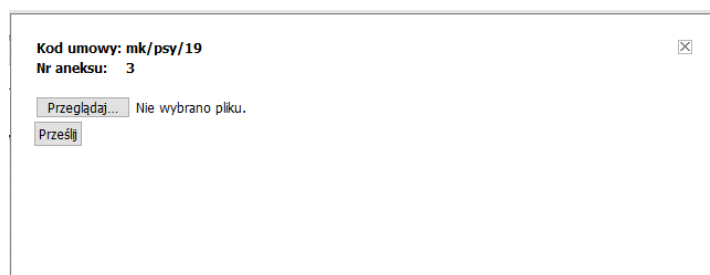 Kod umowy: mk/psy/19
Nr aneksu: 3
Przeglądaj... Nie wybrano pliku.
Prześlij